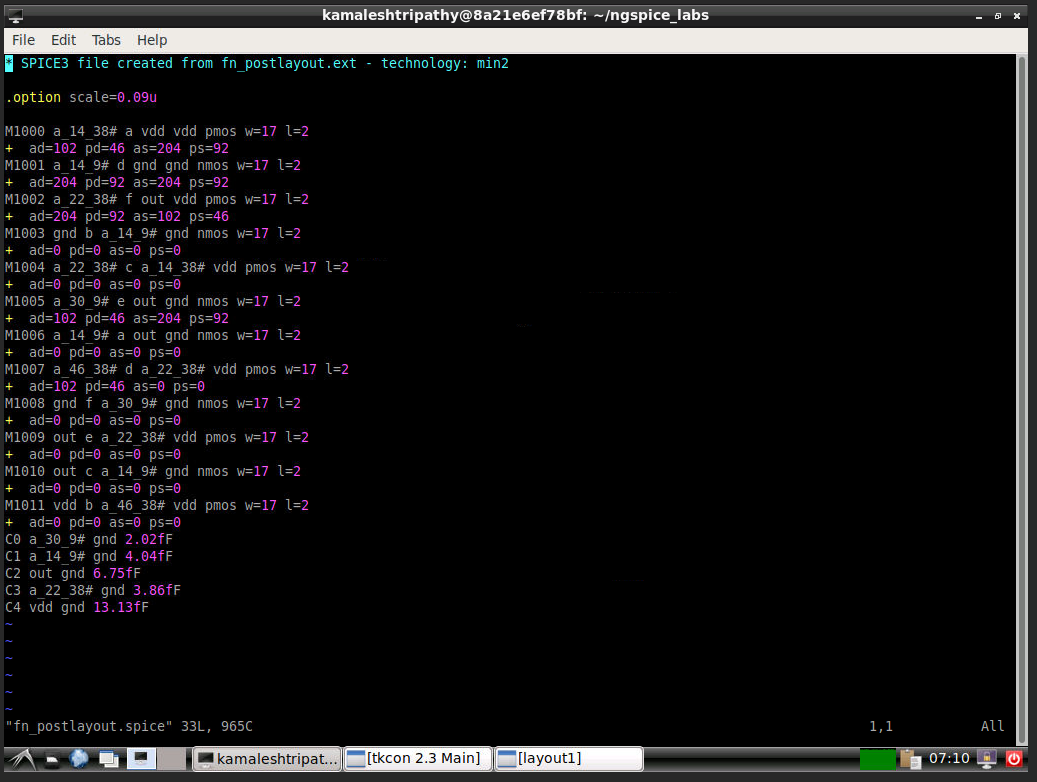 kamaleshtripathy@8a21e6ef78bf: ~/ngspice_labs
File Edit Tabs Help
* SPICE3 file created from fn_postlayout.ext - technology: min2
.option scale=0.09u
M1000 a_14_38# a vdd vdd pmos w=17 l=2
+ ad=102 pd=46 as=204 ps=92
M1001 a_14_9# d gnd gnd nmos w=17 l=2
+ ad=204 pd=92 as=204 ps=92
M1002 a_22_38# f out vdd pmos w=17 l=2
+ ad=204 pd=92 as=102 ps=46
M1003 gnd b a_14_9# gnd nmos w=17 l=2
+ ad=0 pd=0 as=0 ps=0
M1004 a_22_38# c a_14_38# vdd pmos w=17 l=2
+ ad=0 pd=0 as=0 ps=0
M1005 a_30_9# e out gnd nmos w=17 l=2
+ ad=102 pd=46 as=204 ps=92
M1006 a_14_9# a out gnd nmos w=17 l=2
+ ad=0 pd=0 as=0 ps=0
M1007 a_46_38# d a_22_38# vdd pmos w=17 l=2
+ ad=102 pd=46 as=0 ps=0
M1008 gnd f a_30_9# gnd nmos w=17 l=2
+ ad=0 pd=0 as=0 ps=0
M1009 out e a_22_38# vdd pmos w=17 l=2
+ ad=0 pd=0 as=0 ps=0
M1010 out c a_14_9# gnd nmos w=17 l=2
+ ad=0 pd=0 as=0 ps=0
M1011 vdd b a_46_38# vdd pmos w=17 l=2
+ ad=0 pd=0 as=0 ps=0
C0 a_30_9# gnd 2.02fF
C1 a_14_9# gnd 4.04fF
C2 out gnd 6.75fF
C3 a_22_38# gnd 3.86fF
C4 vdd gnd 13.13fF
~
~
~
~
~
~
"fn_postlayout.spice" 33L, 965C 1,1 All
kamaleshtripat... [tkcon 2.3 Main] [layout1] 07:10